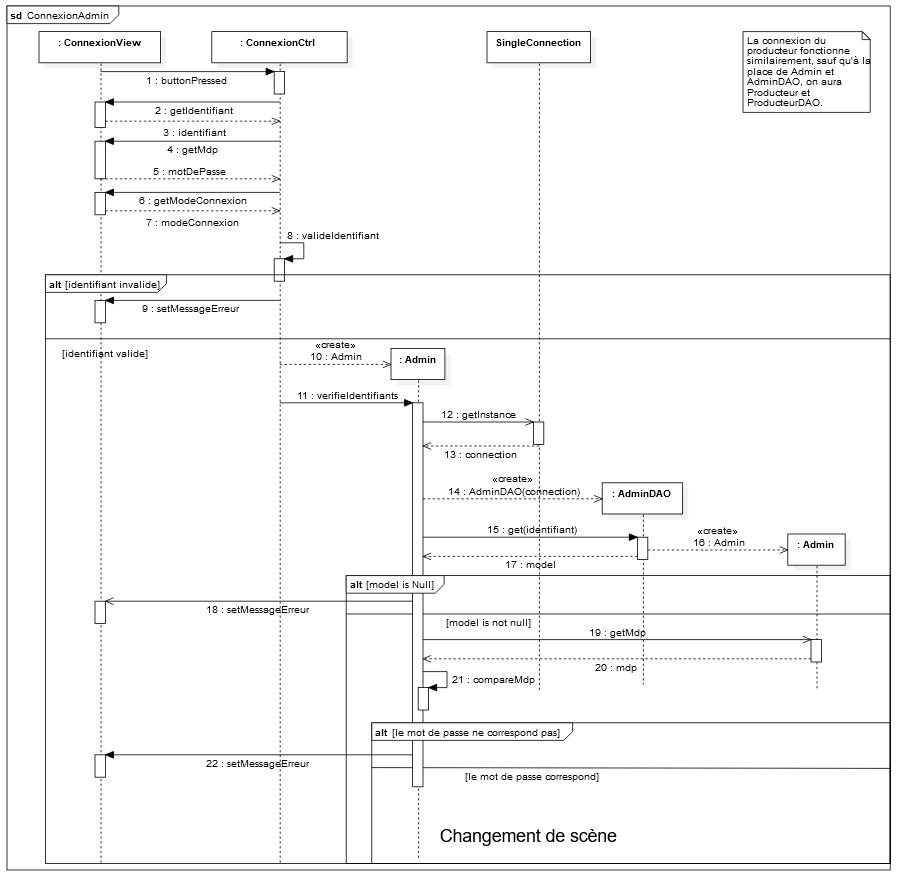 sd ConnexionAdmin
: ConnexionView
: ConnexionCtrl
SingleConnection
La connexion du
producteur fonctionne
similairement, sauf qu'à la
place de Admin et
AdminDAO, on aura
Producteur et
ProducteurDAO.
1 : buttonPressed
2 : getIdentifiant
3 : identifiant
4 : getMdp
5 : motDePasse
6 : getModeConnexion
7 : modeConnexion
8 : valideIdentifiant
alt [identifiant invalide]
9 : setMessageErreur
[identifiant valide]
«create»
10 : Admin
: Admin
11 : verifieIdentifiants
12 : getInstance
13 : connection
«create»
14 : AdminDAO(connection)
: AdminDAO
15 : get(identifiant)
«create»
16 : Admin
: Admin
17 : model
alt [model is Null]
18 : setMessageErreur
[model is not null]
19 : getMdp
20 : mdp
21 : compareMdp
alt [le mot de passe ne correspond pas]
22 : setMessageErreur
[le mot de passe correspond]
Changement de scène